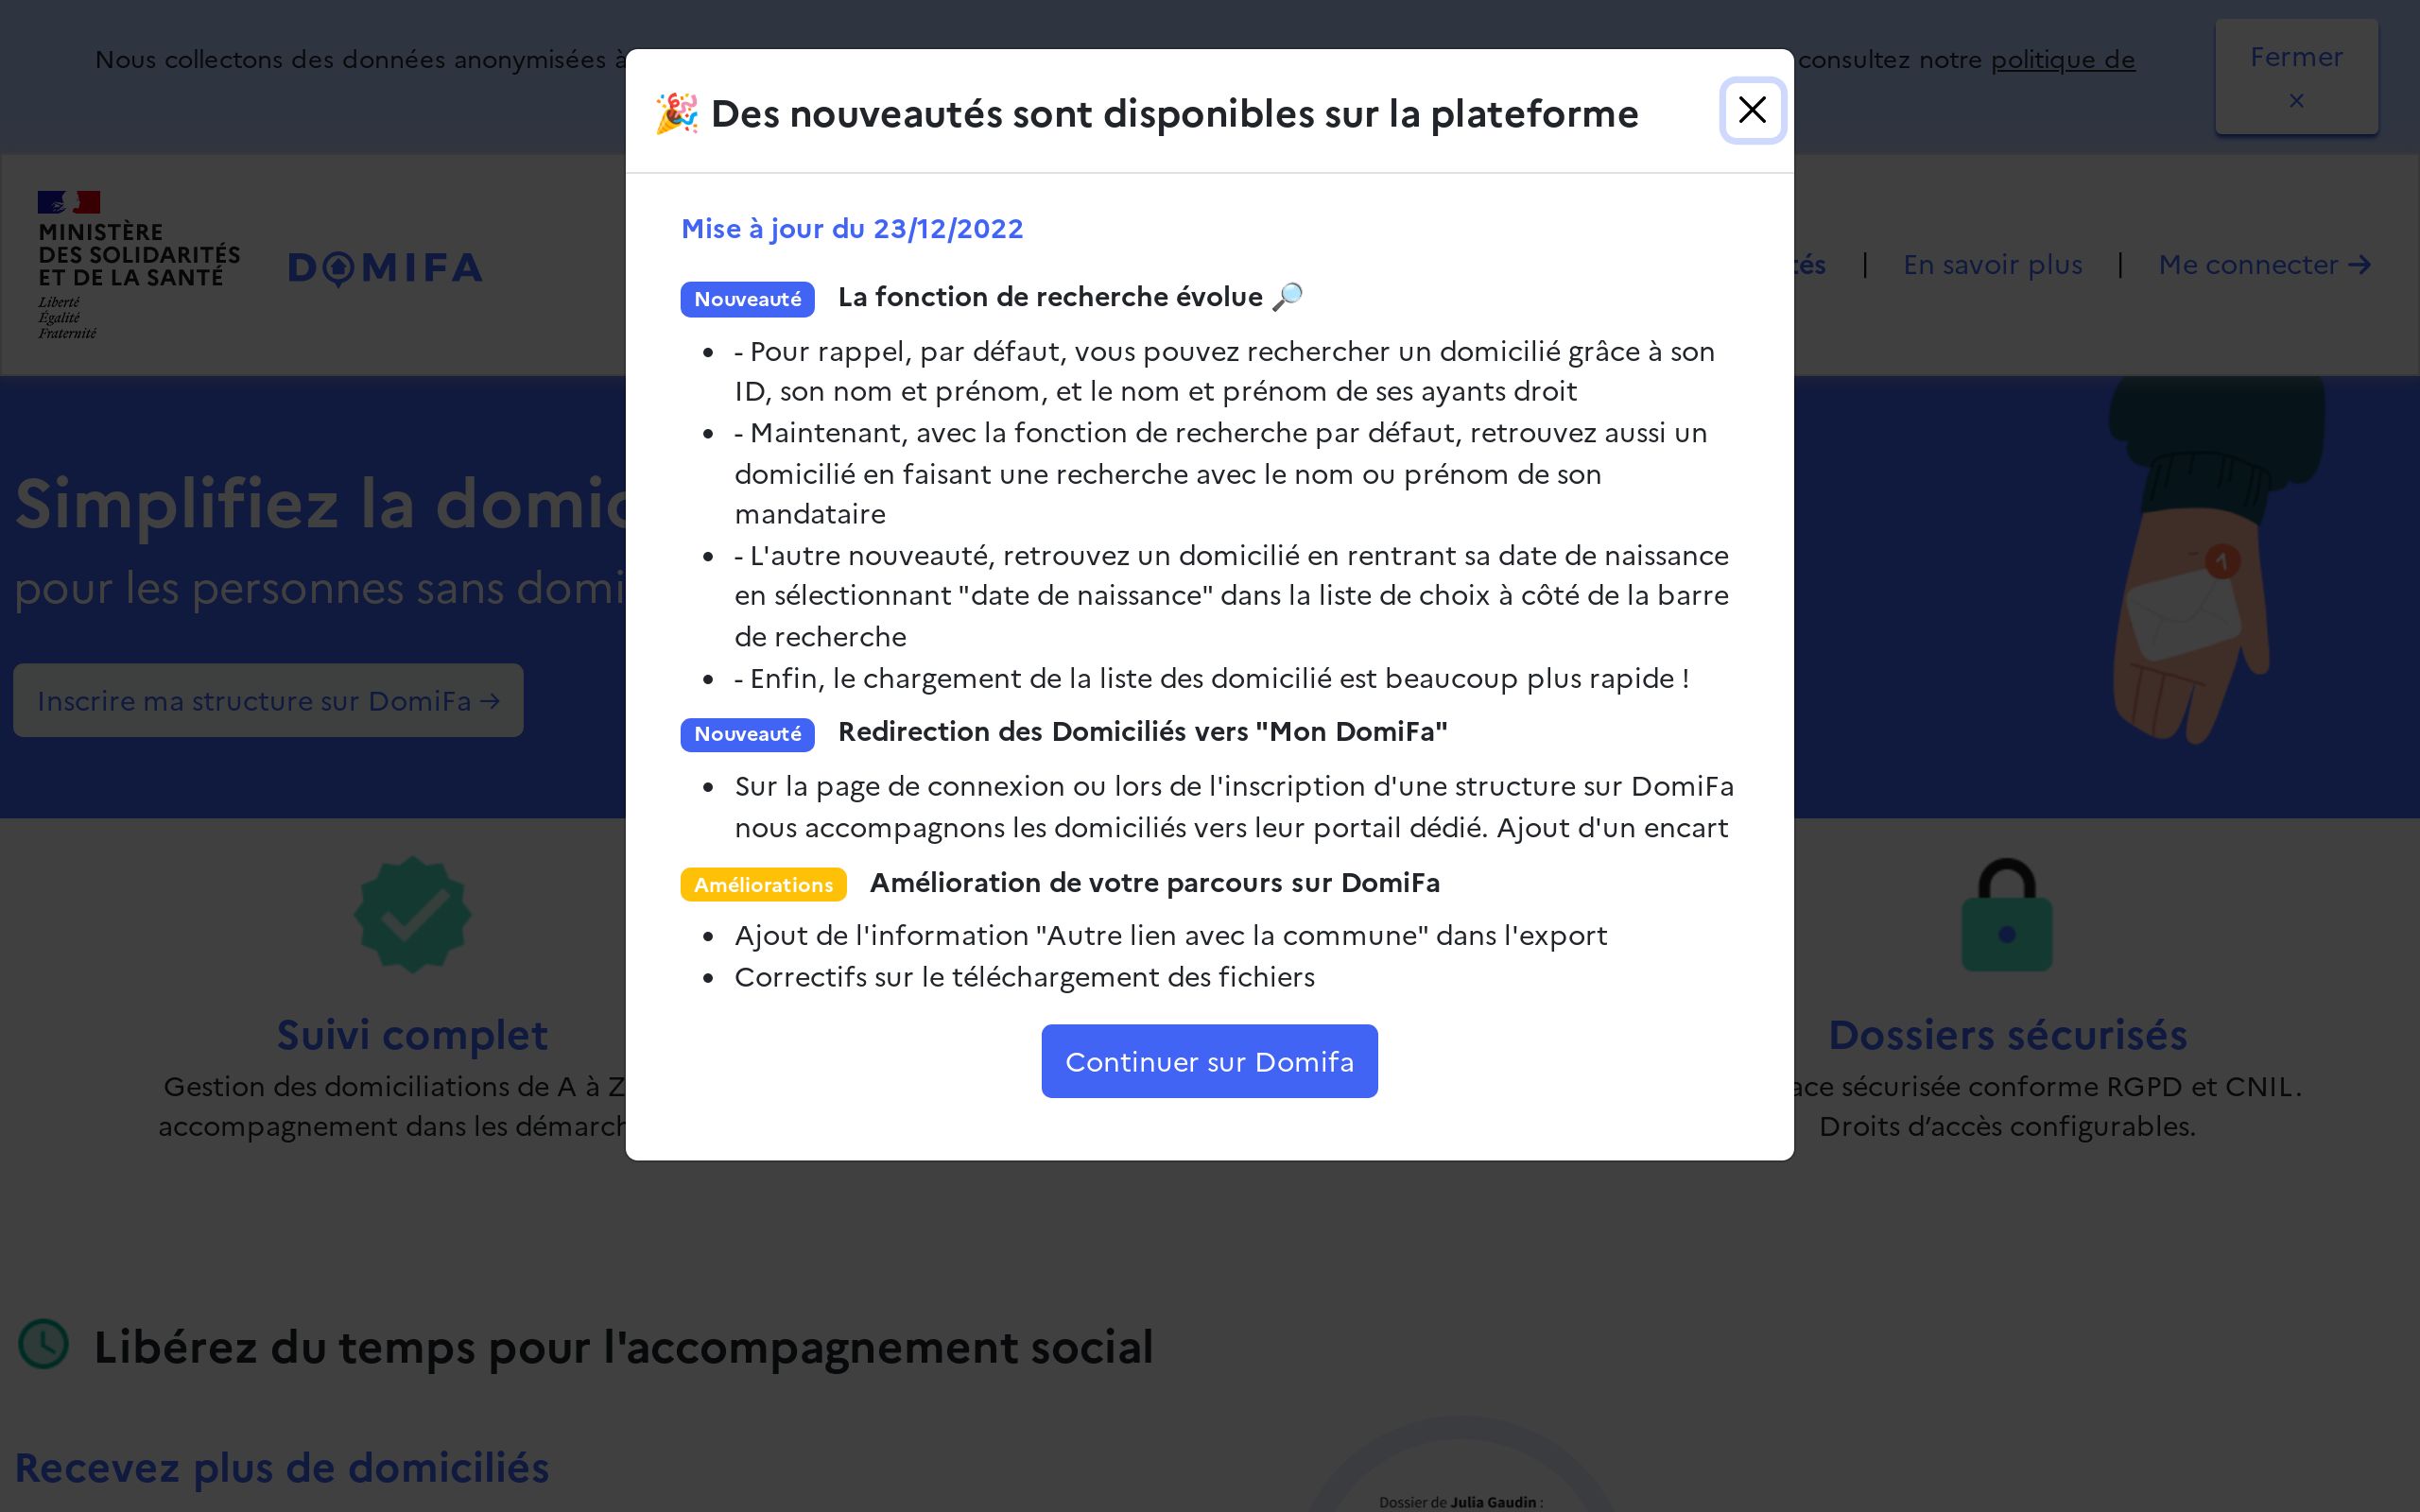 Nous collectons des données anonymisées à
consultez notre politique de
Fermer
×
🎉 Des nouveautés sont disponibles sur la plateforme
MINISTÈRE
DES SOLIDARITÉS
ET DE LA SANTÉ
Liberté
Égalité
Fraternité
DOMIFA
En savoir plus
Me connecter →
Simplifiez la domic
pour les personnes sans domi
Inscrire ma structure sur DomiFa →
Mise à jour du 23/12/2022
Nouveauté La fonction de recherche évolue 🔎
- Pour rappel, par défaut, vous pouvez rechercher un domicilié grâce à son
ID, son nom et prénom, et le nom et prénom de ses ayants droit
- Maintenant, avec la fonction de recherche par défaut, retrouvez aussi un
domicilié en faisant une recherche avec le nom ou prénom de son
mandataire
- L'autre nouveauté, retrouvez un domicilié en rentrant sa date de naissance
en sélectionnant "date de naissance" dans la liste de choix à côté de la barre
de recherche
- Enfin, le chargement de la liste des domicilié est beaucoup plus rapide !
Nouveauté Redirection des Domiciliés vers "Mon DomiFa"
Sur la page de connexion ou lors de l'inscription d'une structure sur DomiFa
nous accompagnons les domiciliés vers leur portail dédié. Ajout d'un encart
Améliorations Amélioration de votre parcours sur DomiFa
Ajout de l'information "Autre lien avec la commune" dans l'export
Correctifs sur le téléchargement des fichiers
Continuer sur Domifa
1
Suivi complet
Gestion des domiciliations de A à Z
accompagnement dans les démarch
Dossiers sécurisés
ace sécurisée conforme RGPD et CNIL.
Droits d’accès configurables.
Libérez du temps pour l'accompagnement social
Recevez plus de domiciliés
Dossier de Julia Gaudin :